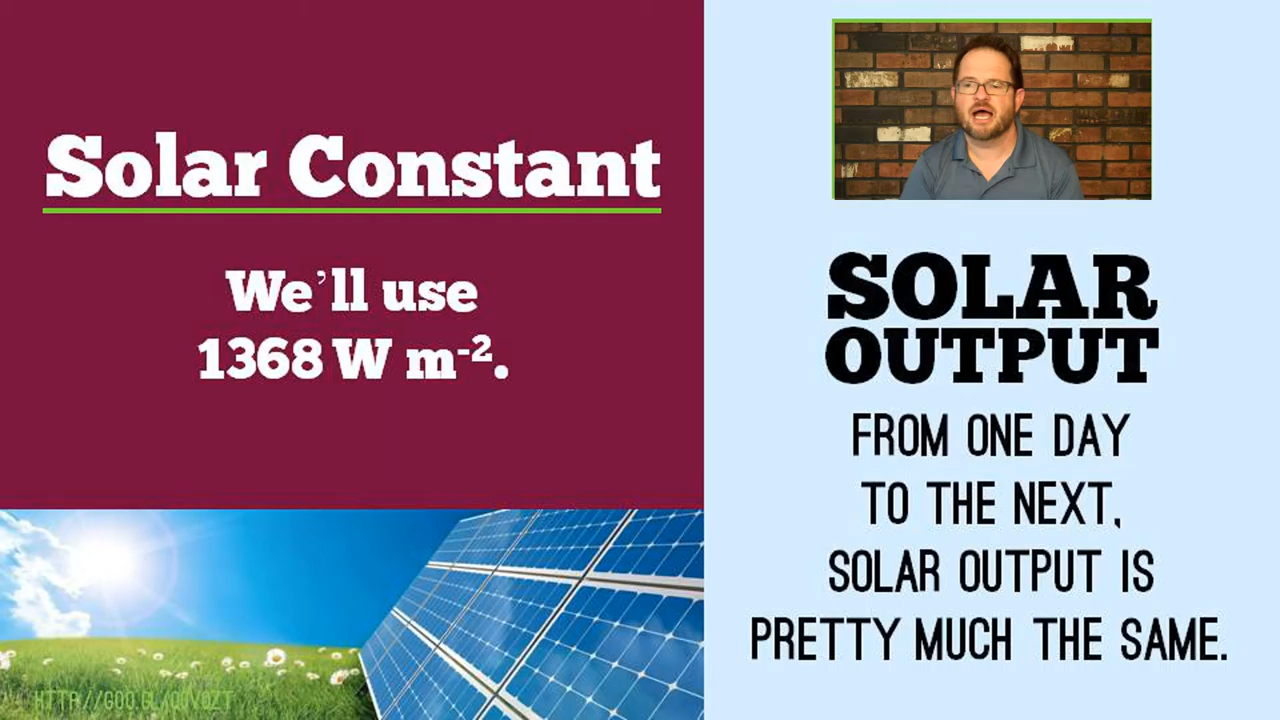 Solar Constant
We’ll use
1368 W m⁻².
SOLAR
OUTPUT
FROM ONE DAY
TO THE NEXT,
SOLAR OUTPUT IS
PRETTY MUCH THE SAME.